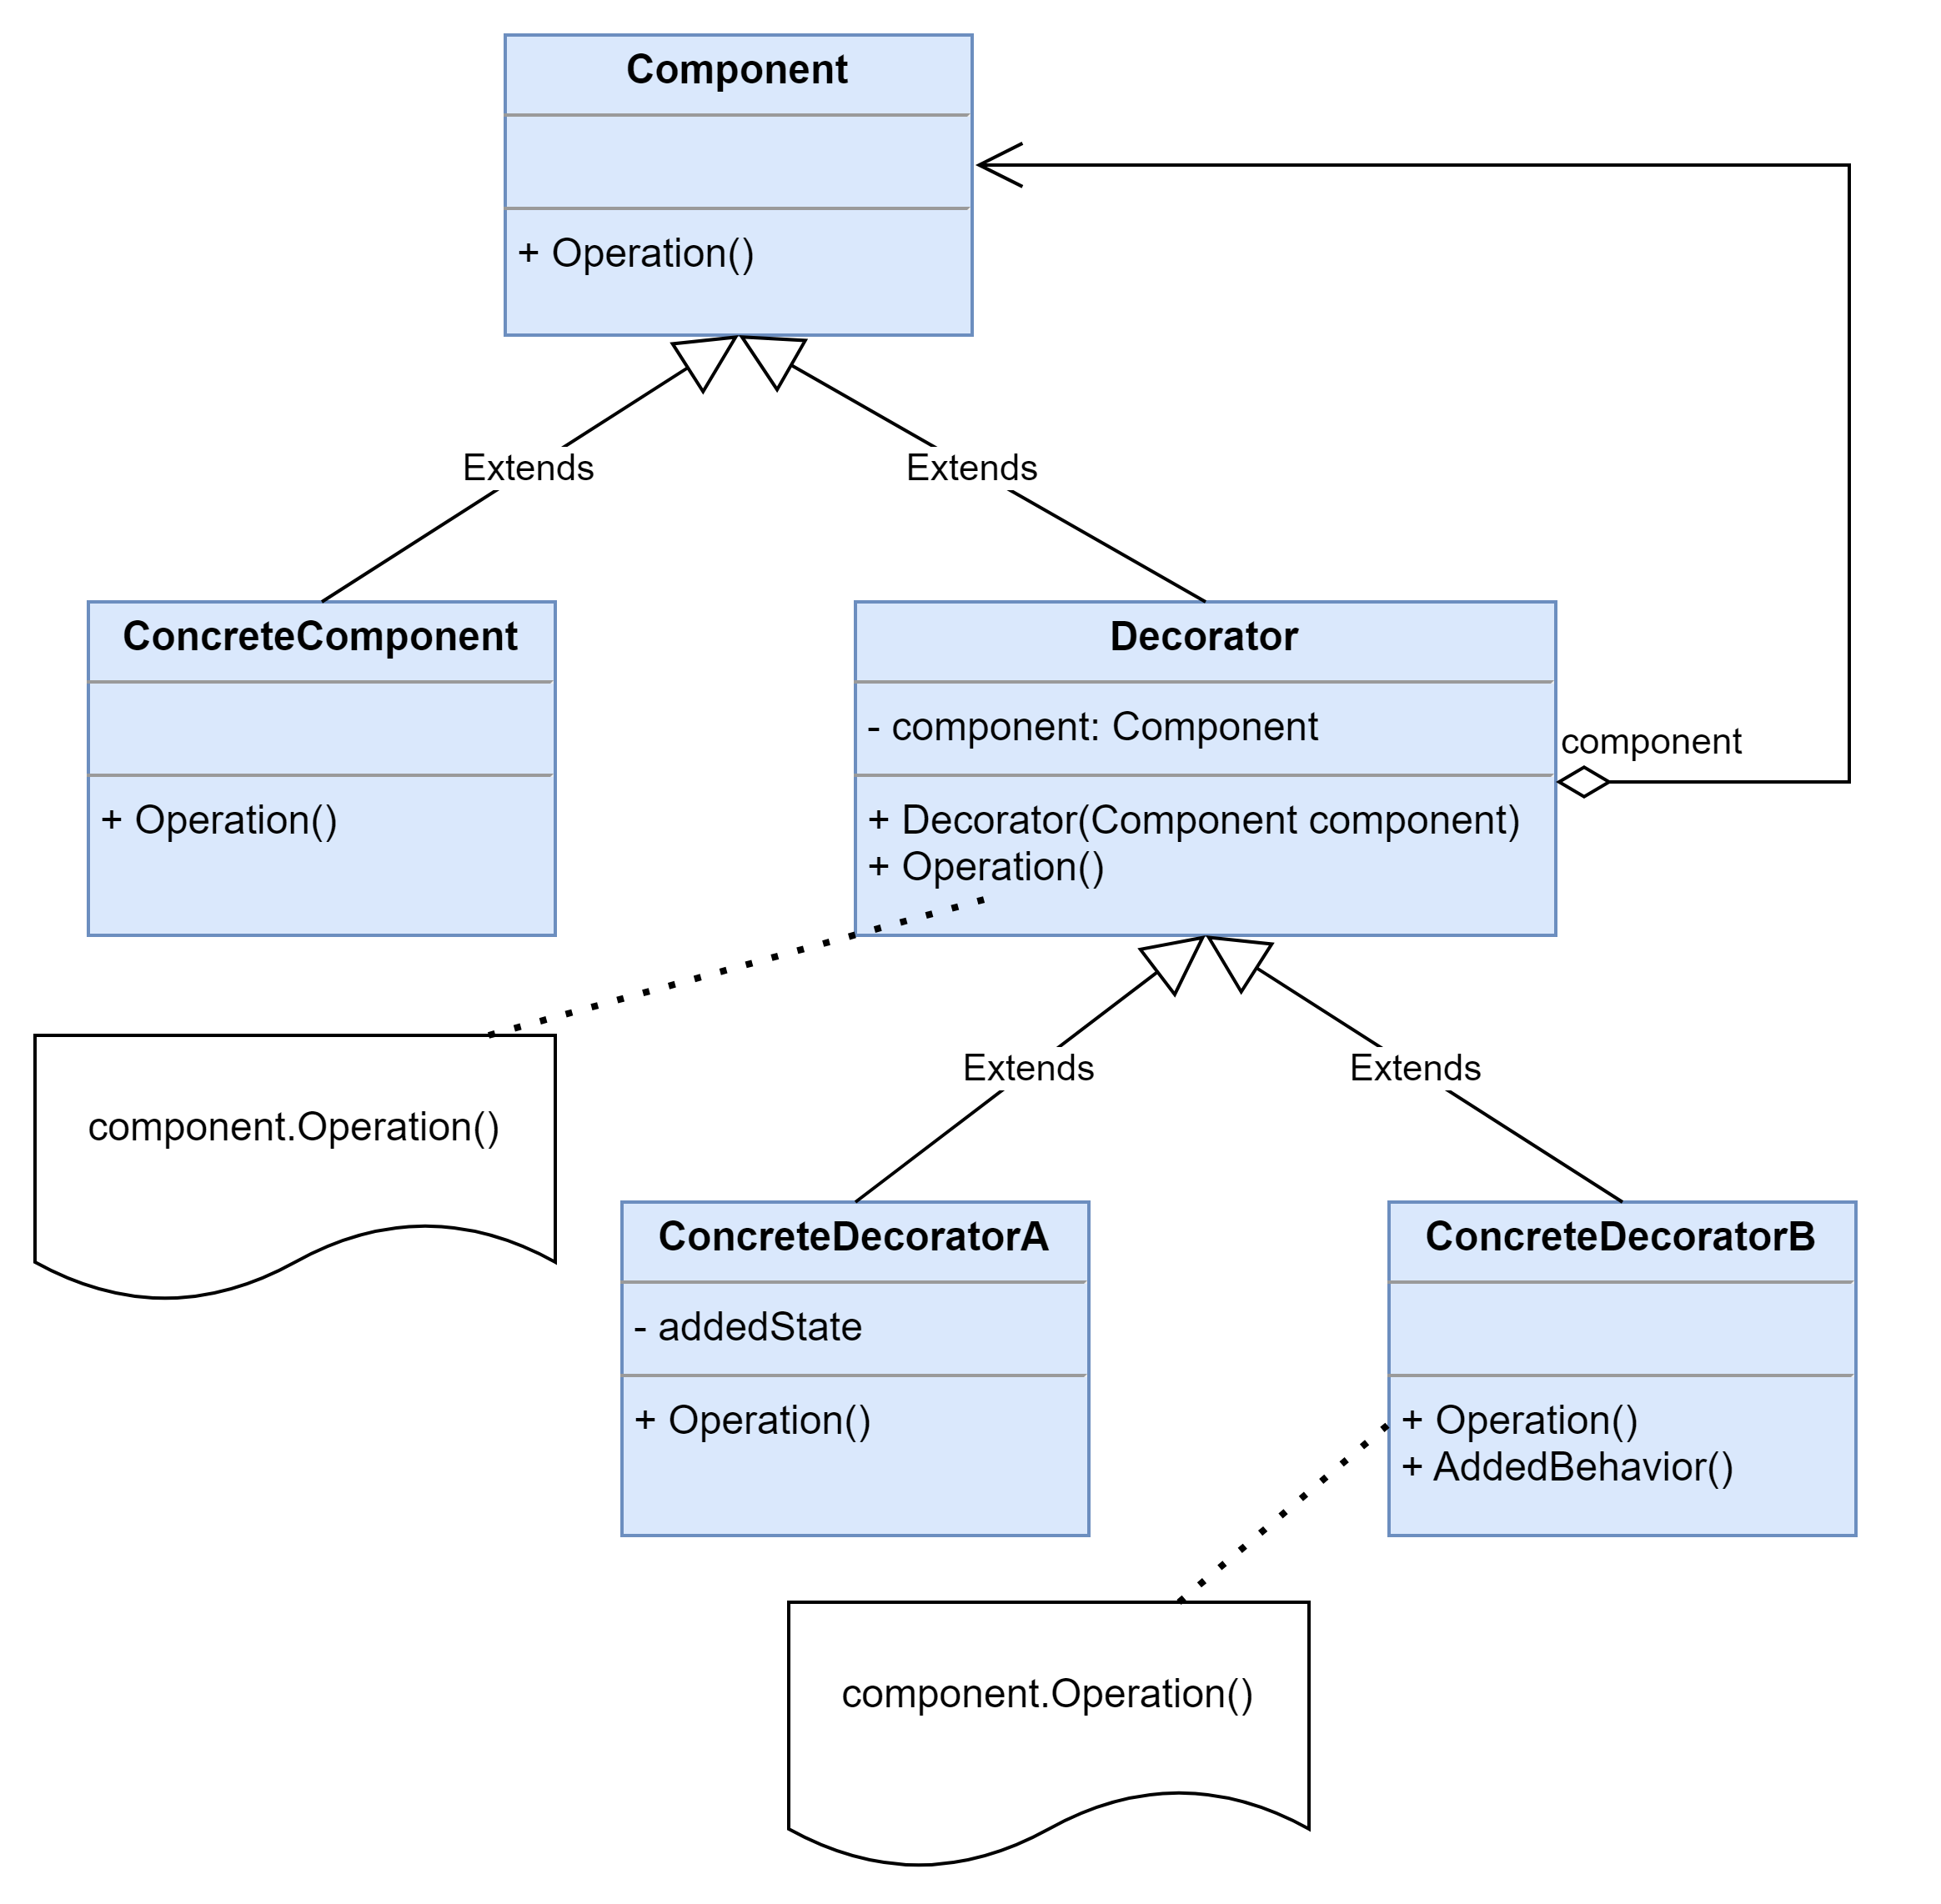 Component
+ Operation()
Extends
Extends
ConcreteComponent
+ Operation()
Decorator
- component: Component
+ Decorator(Component component)
+ Operation()
component
component.Operation()
Extends
Extends
ConcreteDecoratorA
- addedState
+ Operation()
ConcreteDecoratorB
+ Operation()
+ AddedBehavior()
component.Operation()